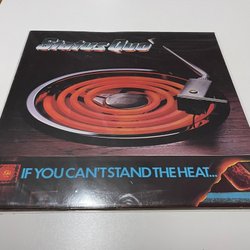 Status Quo
IF YOU CAN'T STAND THE HEAT...